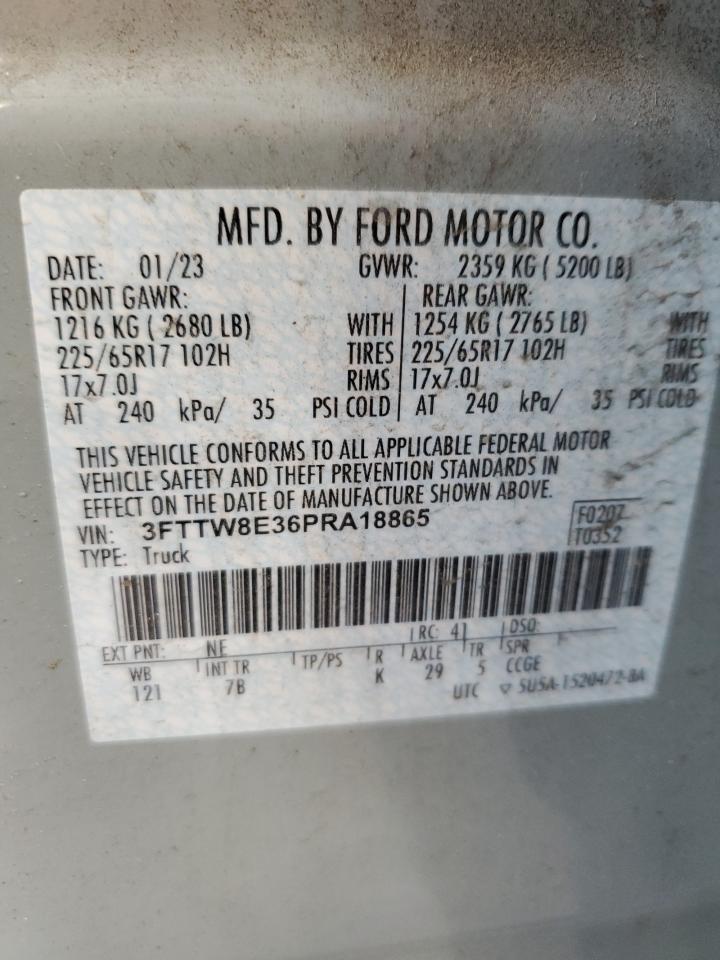 MFD. BY FORD MOTOR CO.
DATE: 01/23 GVWR: 2359 KG ( 5200 LB)
FRONT GAWR: REAR GAWR:
1216 KG ( 2680 LB) WITH 1254 KG ( 2765 LB) WITH
225/65R17 102H TIRES 225/65R17 102H TIRES
17x7.0J RIMS 17x7.0J RIMS
AT 240 kPa/ 35 PSI COLD AT 240 kPa/ 35 PSI COLD
THIS VEHICLE CONFORMS TO ALL APPLICABLE FEDERAL MOTOR
VEHICLE SAFETY AND THEFT PREVENTION STANDARDS IN
EFFECT ON THE DATE OF MANUFACTURE SHOWN ABOVE.
VIN: 3FTTW8E36PRA18865 F0207
TYPE: Truck T0352
EXT PNT: NE RC: 41 DSO:
WB INT TR TP/PS R AXLE TR SPR
121 7B K 29 5 CCGE
UTC ▽ 5U5A-1520472-BA